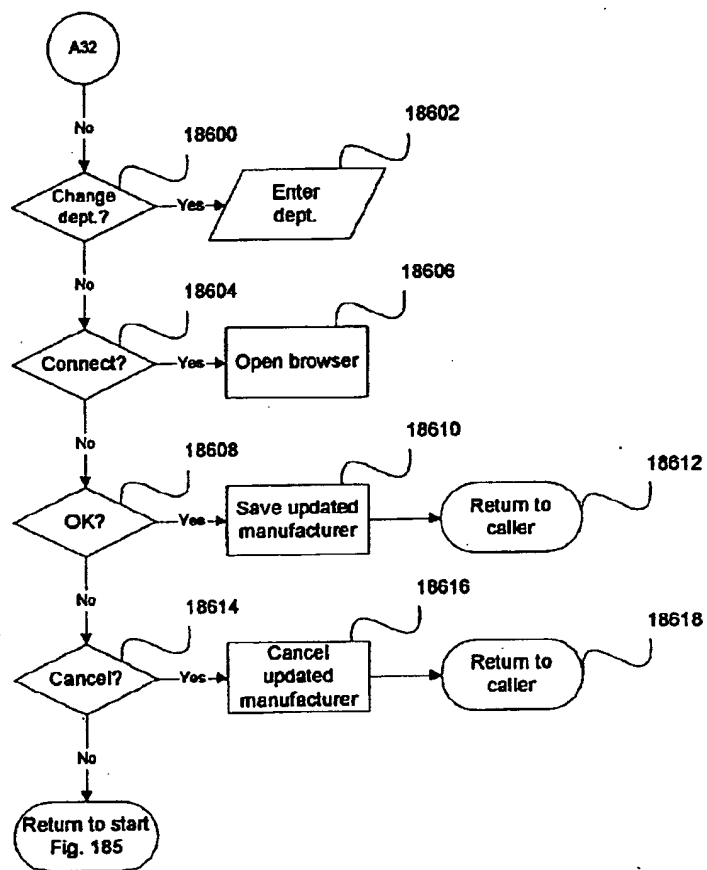 A32
No
18600
18602
Change
dept.?
Yes
Enter
dept.
No
18604
18606
Connect?
Yes
Open browser
No
18608
18610
18612
OK?
Yes
Save updated
manufacturer
Return to
caller
No
18614
18616
18618
Cancel?
Yes
Cancel
updated
manufacturer
Return to
caller
No
Return to start
Fig. 185